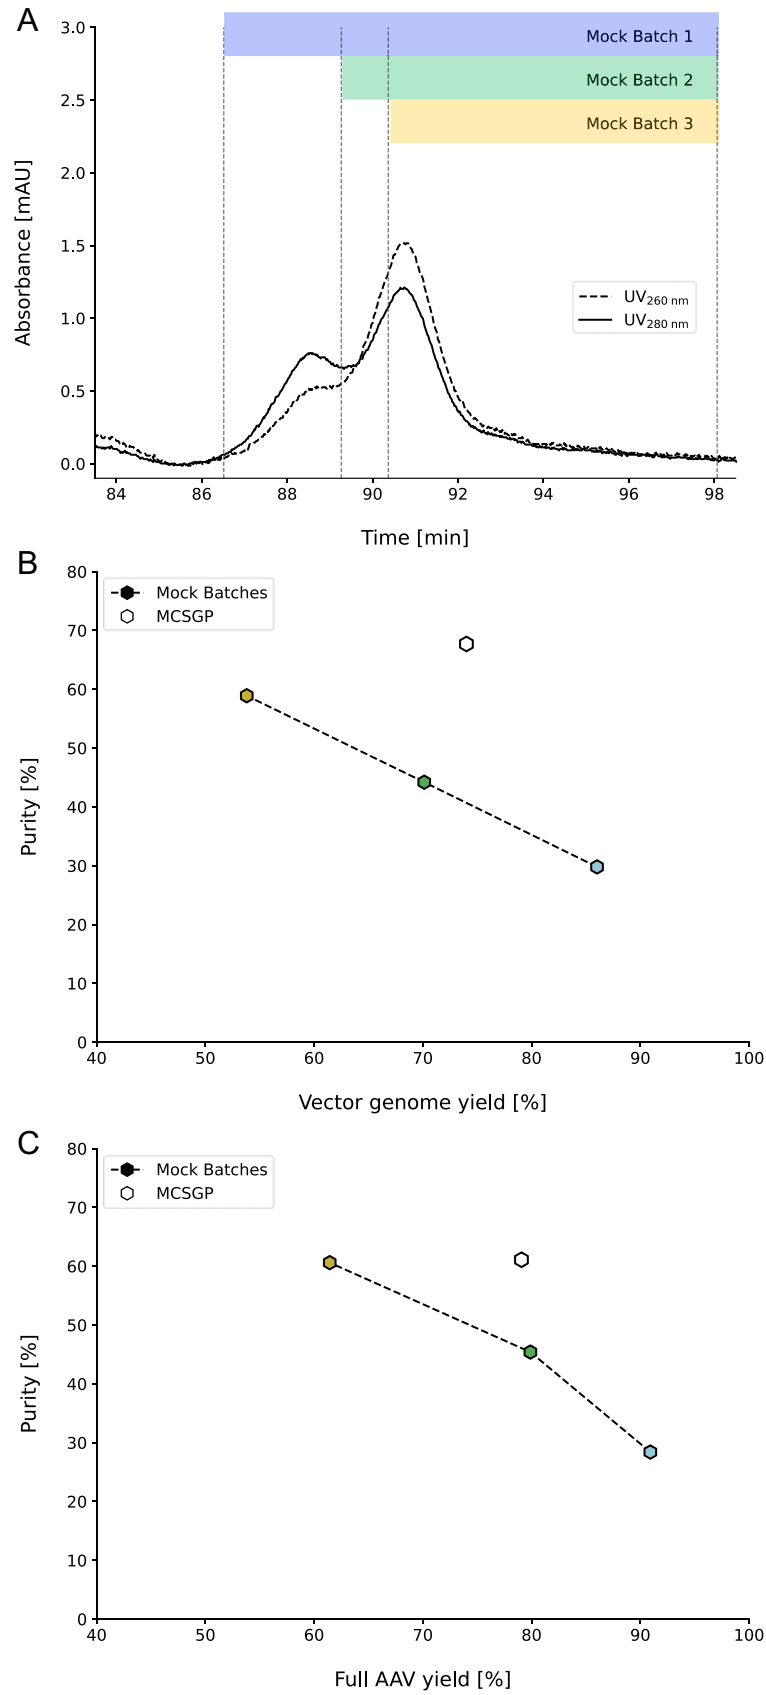 A
3.0
2.5
2.0
1.5
1.0
0.5
0.0
Absorbance [mAU]
Mock Batch 1
Mock Batch 2
Mock Batch 3
UV260 nm
UV280 nm
84 86 88 90 92 94 96 98
Time [min]
B
80
70
60
50
40
30
20
10
0
Purity [%]
Mock Batches
MCSGP
40 50 60 70 80 90 100
Vector genome yield [%]
C
80
70
60
50
40
30
20
10
0
Purity [%]
Mock Batches
MCSGP
40 50 60 70 80 90 100
Full AAV yield [%]